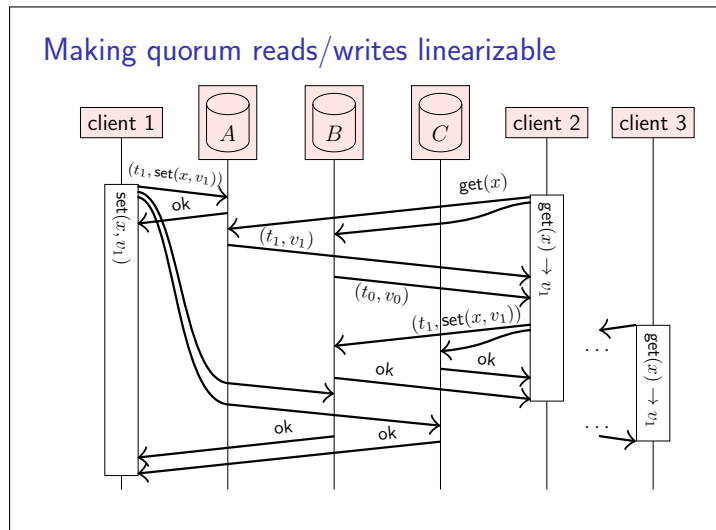 Making quorum reads/writes linearizable
client 1
A
B
C
client 2
client 3
(t₁, set(x, v₁))
get(x)
ok
set(x, v₁)
get(x) → v₁
(t₁, v₁)
(t₀, v₀)
(t₁, set(x, v₁))
...
ok
ok
get(x) → v₁
ok
ok
...